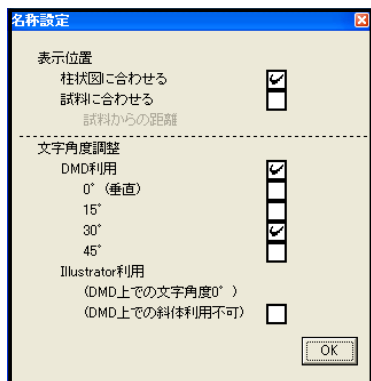 名称設定
表示位置
柱状図に合わせる
試料に合わせる
試料からの距離
文字角度調整
DMD利用
0°（垂直）
15°
30°
45°
Illustrator利用
（DMD上での文字角度0°）
（DMD上での斜体利用不可）
OK